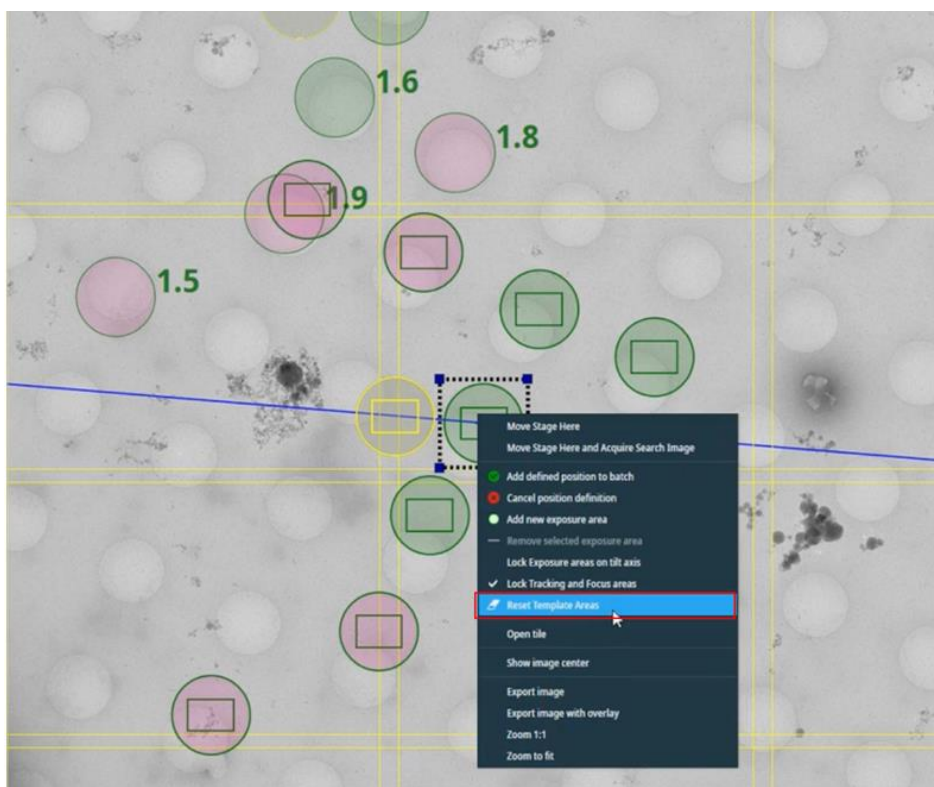 1.6
1.8
1.9
1.5
Move Stage Here
Move Stage Here and Acquire Search Image
Add defined position to batch
Cancel position definition
Add new exposure area
Remove selected exposure area
Lock Exposure areas on tilt axis
Lock Tracking and Focus areas
Reset Template Areas
Open tile
Show image center
Export image
Export image with overlay
Zoom 1:1
Zoom to fit